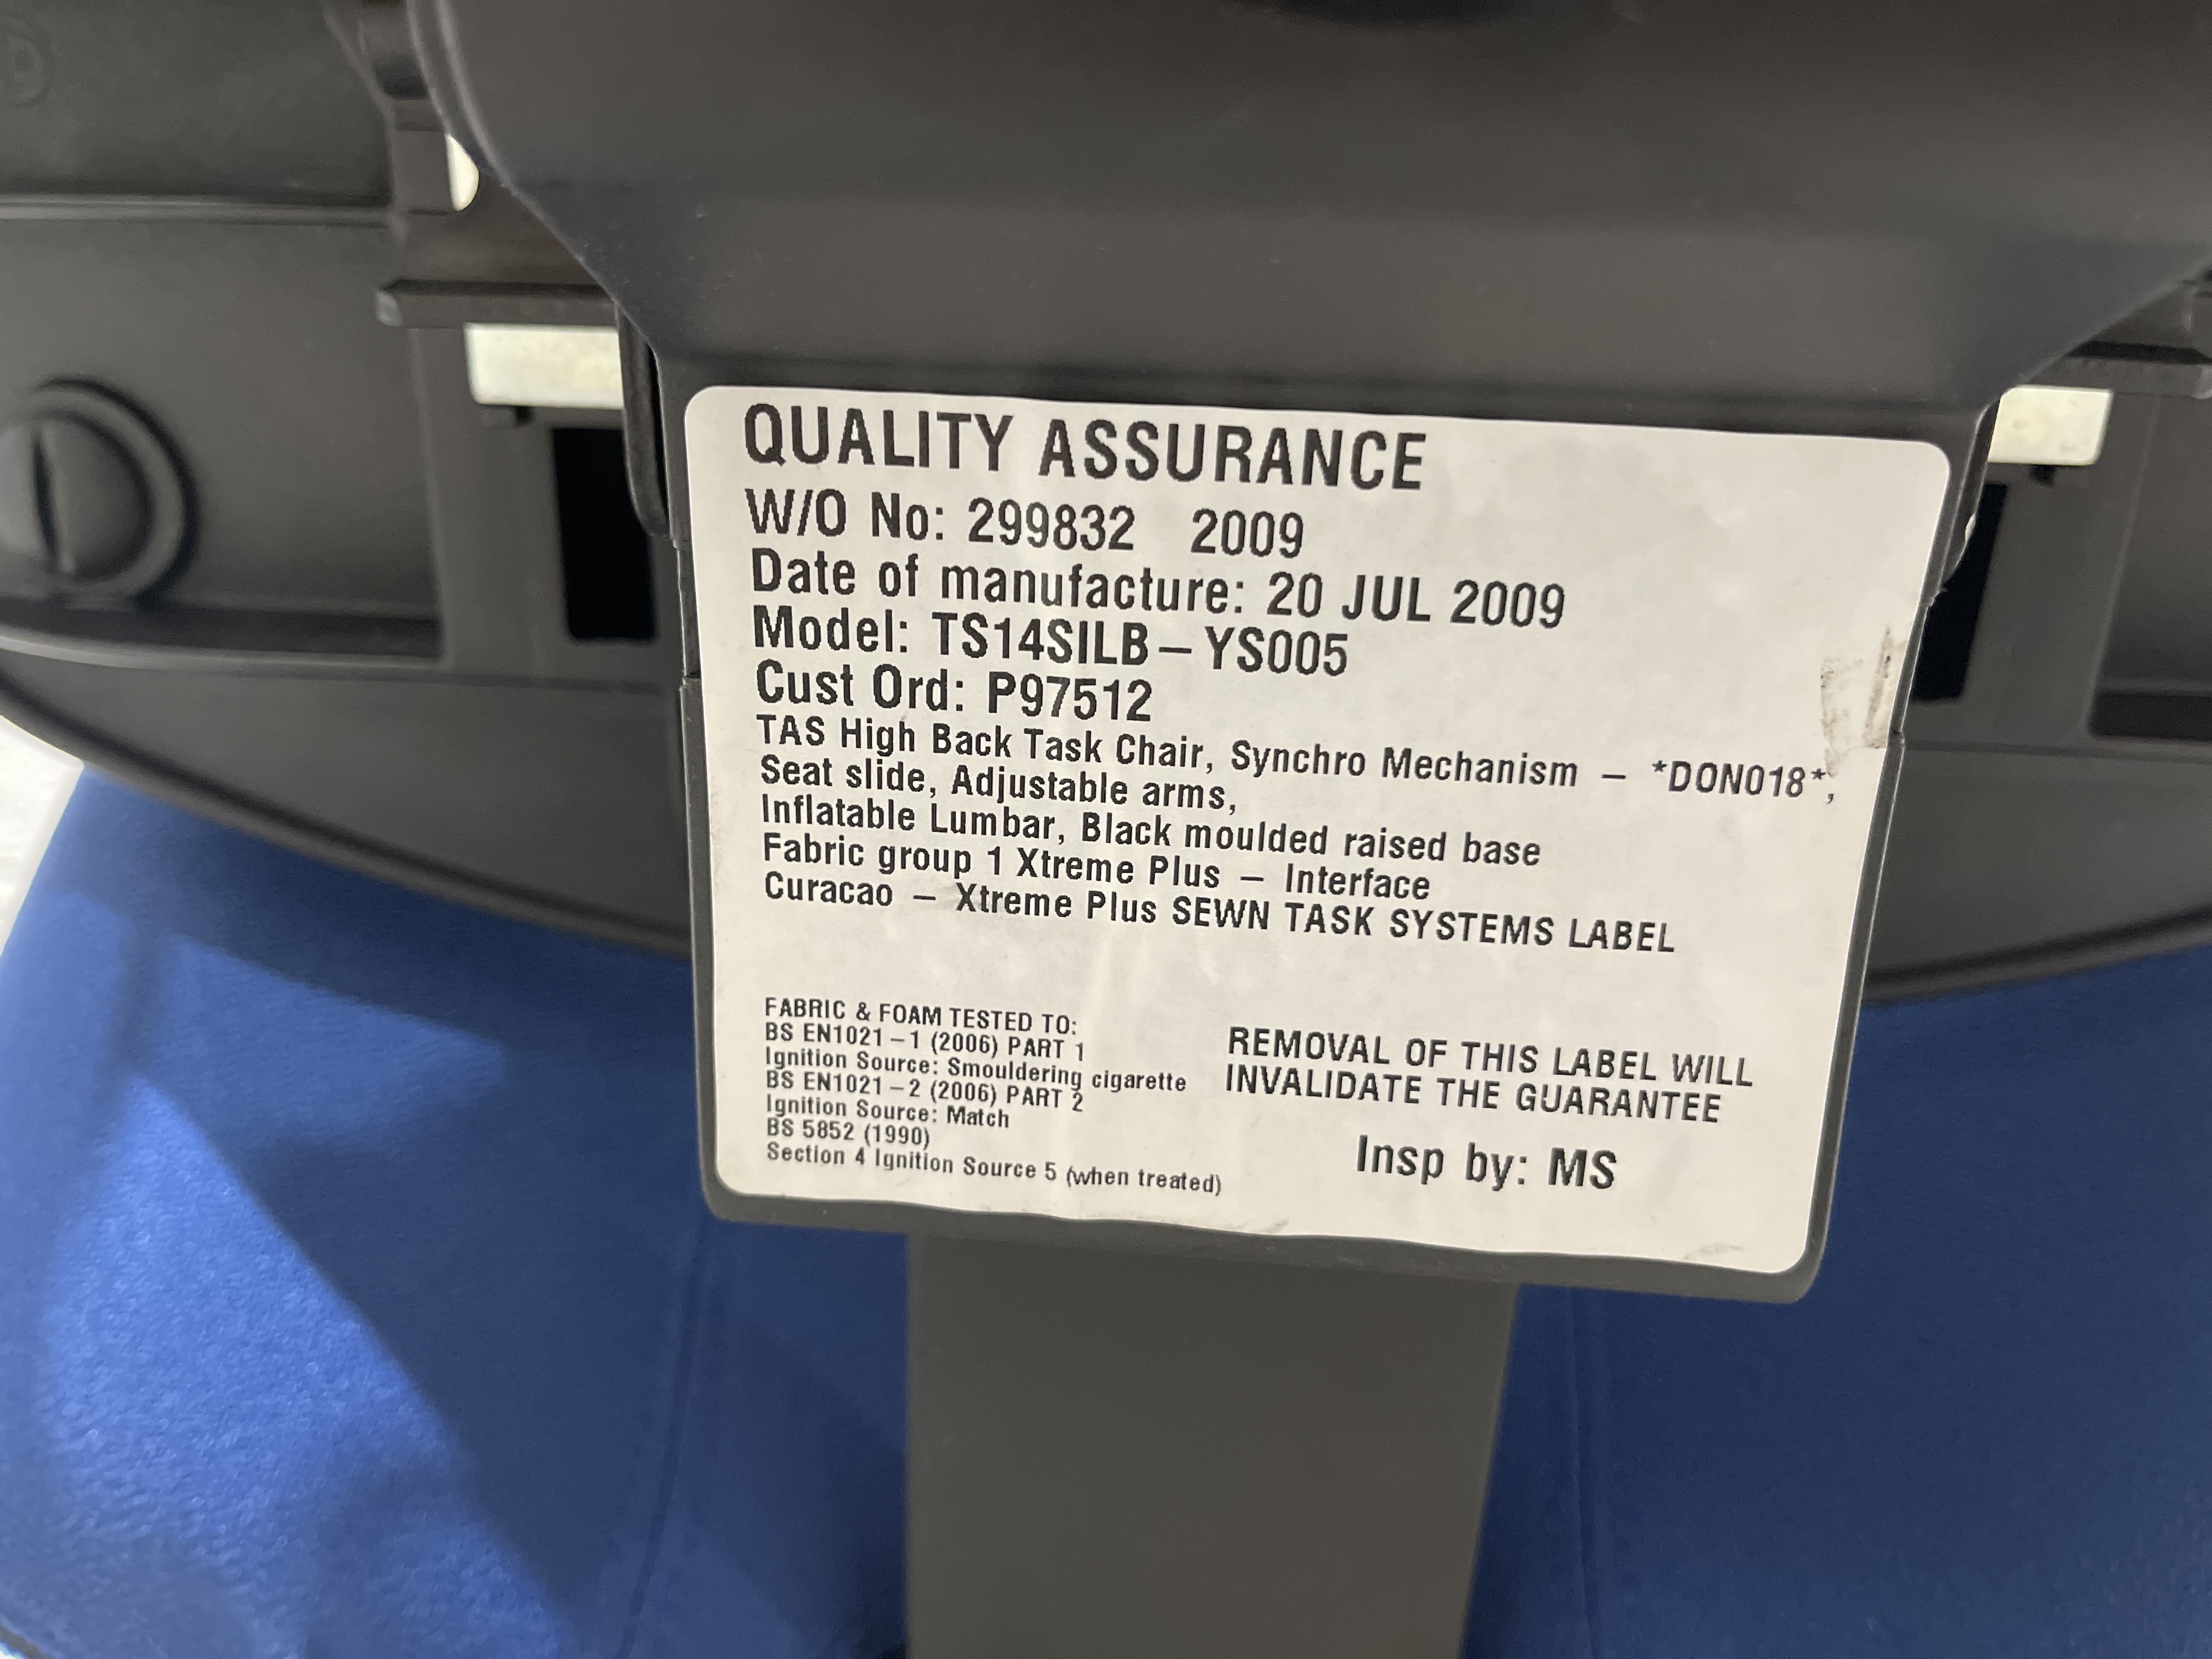 QUALITY ASSURANCE
W/O No: 299832 2009
Date of manufacture: 20 JUL 2009
Model: TS14SILB–YS005
Cust Ord: P97512
TAS High Back Task Chair, Synchro Mechanism – *DON018*,
Seat slide, Adjustable arms,
Inflatable Lumbar, Black moulded raised base
Fabric group 1 Xtreme Plus – Interface
Curacao – Xtreme Plus SEWN TASK SYSTEMS LABEL
FABRIC & FOAM TESTED TO:
BS EN1021–1 (2006) PART 1
Ignition Source: Smouldering cigarette
BS EN1021–2 (2006) PART 2
Ignition Source: Match
BS 5852 (1990)
Section 4 Ignition Source 5 (when treated)
REMOVAL OF THIS LABEL WILL
INVALIDATE THE GUARANTEE
Insp by: MS